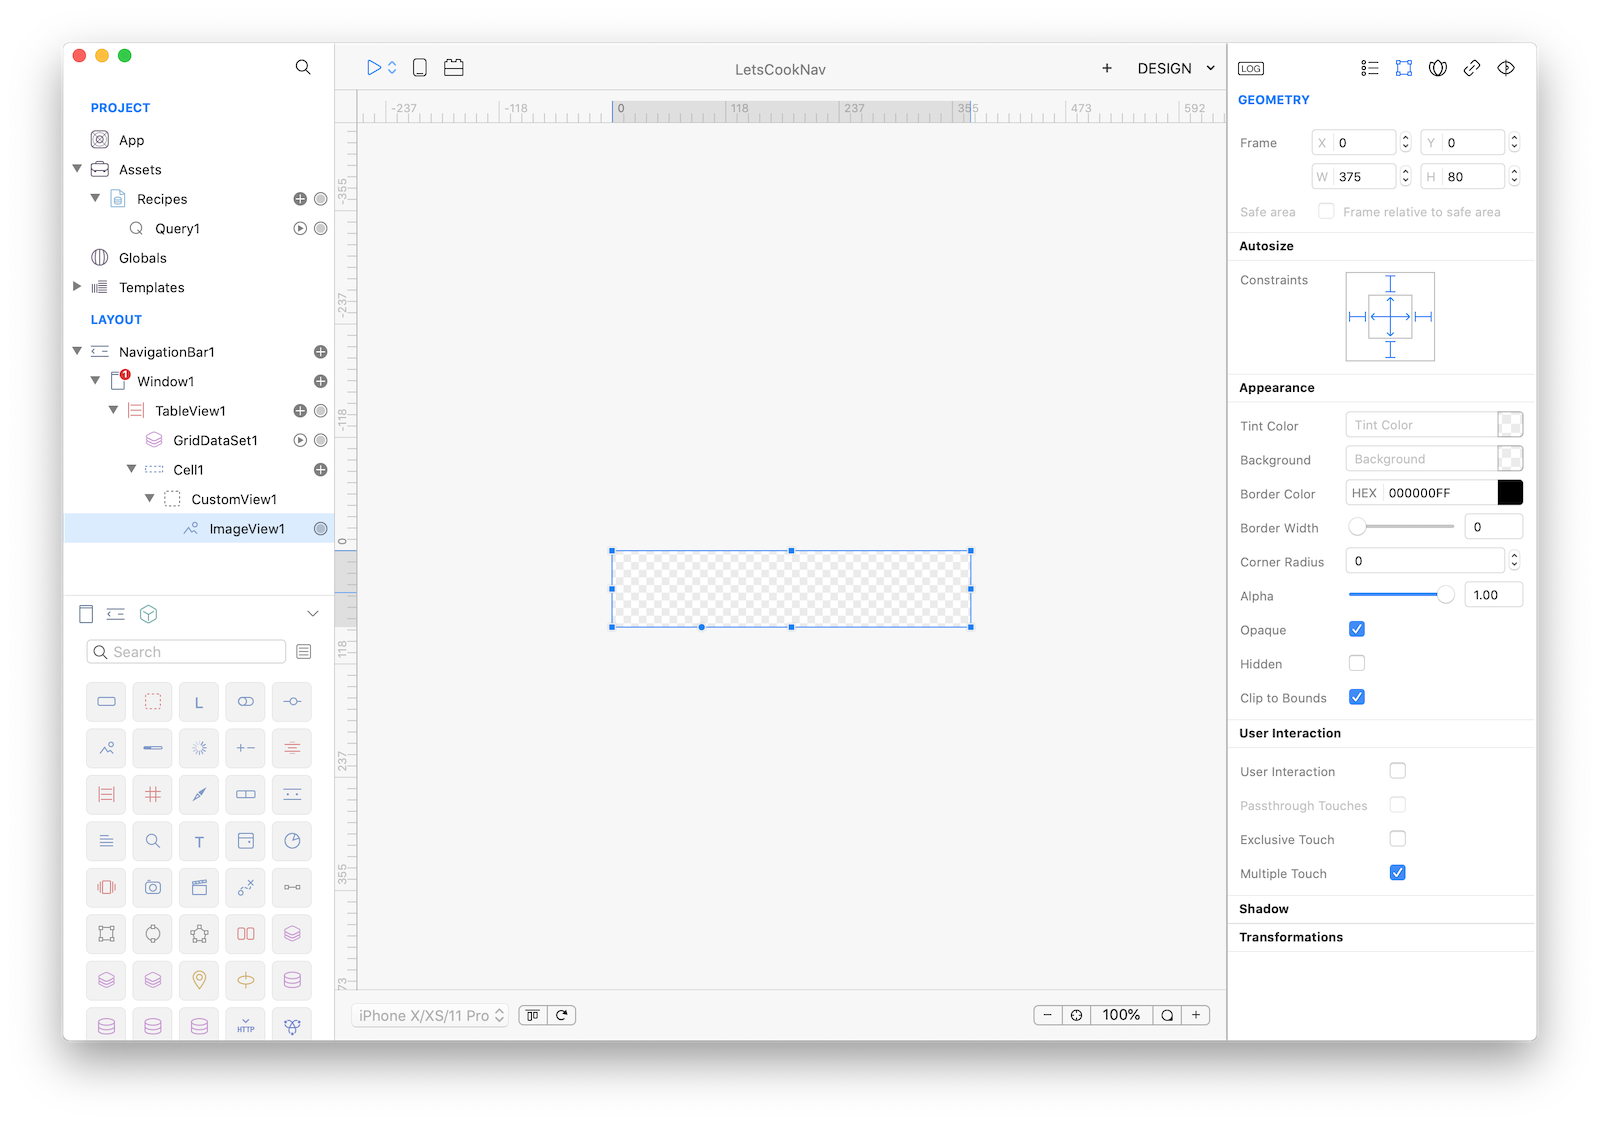 LetsCookNav
DESIGN
LOG
PROJECT
App
Assets
Recipes
Query1
Globals
Templates
LAYOUT
NavigationBar1
1
Window1
TableView1
GridDataSet1
Cell1
CustomView1
ImageView1
Search
L
T
HTTP
-237 -118 0 118 237 355 473 592
-355
-237
-118
0
118
237
355
73
iPhone X/XS/11 Pro
100%
GEOMETRY
Frame X 0 Y 0
W 375 H 80
Safe area Frame relative to safe area
Autosize
Constraints
Appearance
Tint Color Tint Color
Background Background
Border Color HEX 000000FF
Border Width 0
Corner Radius 0
Alpha 1.00
Opaque
Hidden
Clip to Bounds
User Interaction
User Interaction
Passthrough Touches
Exclusive Touch
Multiple Touch
Shadow
Transformations